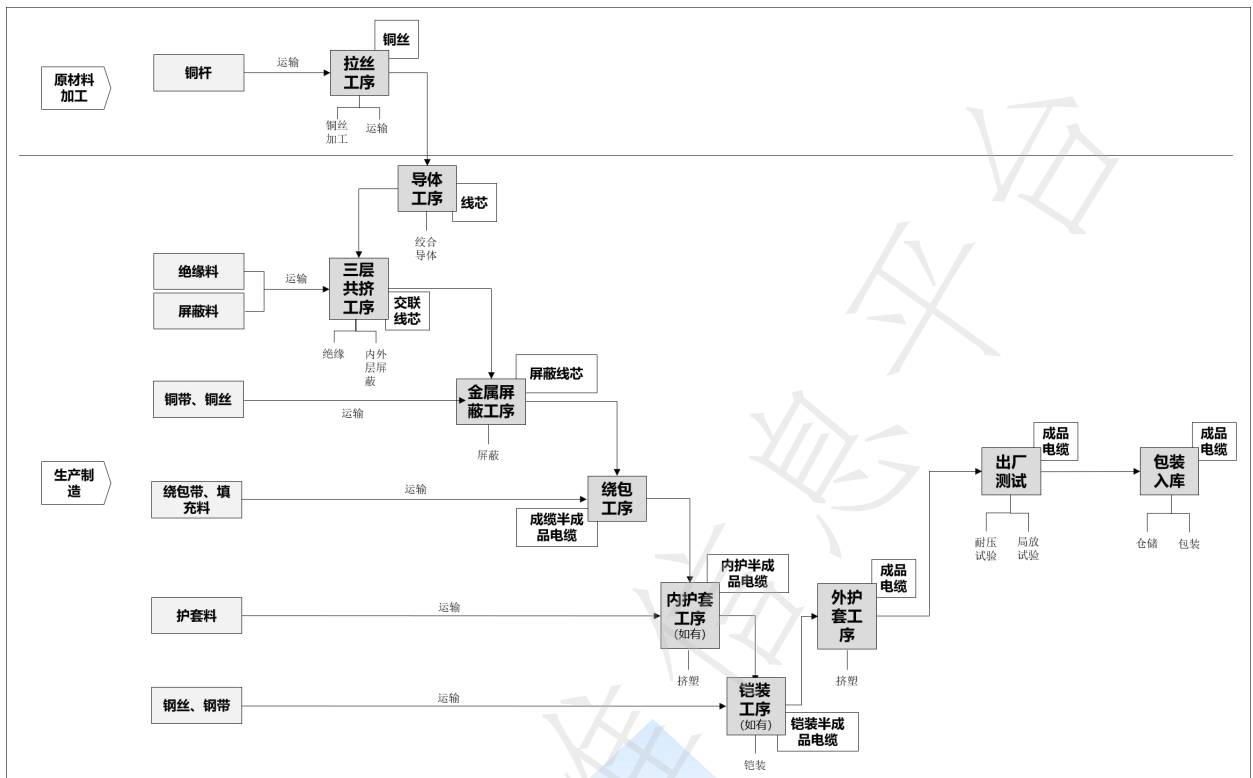 铜丝
原材料
加工
铜杆
运输
拉丝
工序
铜丝
加工
运输
导体
工序
线芯
绞合
导体
绝缘料
屏蔽料
运输
三层
共挤
工序
交联
线芯
绝缘
内外
层屏
蔽
屏蔽线芯
铜带、铜丝
运输
金属屏
蔽工序
屏蔽
生产制
造
绕包带、填
充料
运输
绕包
工序
成缆半成
品电缆
成品
电缆
出厂
测试
耐压
试验
局放
试验
成品
电缆
包装
入库
仓储
包装
护套料
运输
内护半成
品电缆
内护套
工序
(如有)
挤塑
成品
电缆
外护
套工
序
挤塑
钢丝、钢带
运输
铠装
工序
(如有)
铠装半成
品电缆
铠装
准信息平台